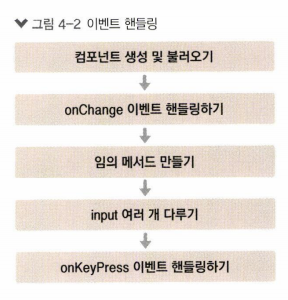 ▼ 그림 4-2 이벤트 핸들링
컴포넌트 생성 및 불러오기
onChange 이벤트 핸들링하기
임의 메서드 만들기
input 여러 개 다루기
onKeyPress 이벤트 핸들링하기